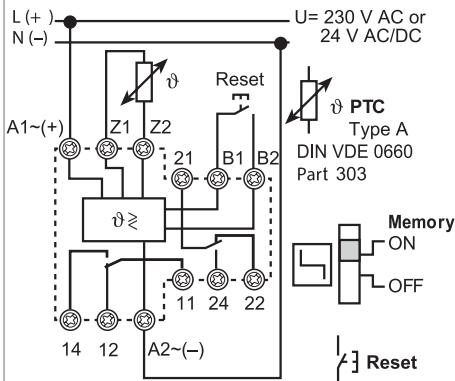 L (+) U= 230 V AC or
N (–) 24 V AC/DC
ϑ
Reset
ϑ PTC
Type A
DIN VDE 0660
Part 303
A1~(+) Z1 Z2
21 B1 B2
ϑ ≷
Memory
ON
OFF
11 24 22
14 12 A2~(–)
Reset